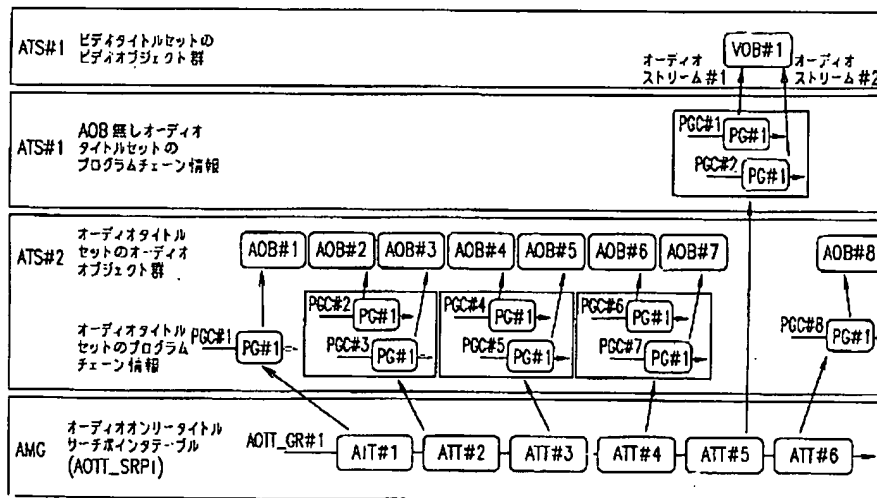 ATS#1
ビデオタイトルセットの
ビデオオブジェクト群
VOB#1
オーディオ
ストリーム#1
オーディオ
ストリーム#2
ATS#1
AOB無しオーディオ
タイトルセットの
プログラムチェーン情報
PGC#1
PG#1
PGC#2
PG#1
ATS#2
オーディオタイトル
セットのオーディオ
オブジェクト群
AOB#1
AOB#2
AOB#3
AOB#4
AOB#5
AOB#6
AOB#7
AOB#8
オーディオタイトル
セットのプログラム
チェーン情報
PGC#1
PG#1
PGC#2
PG#1
PGC#3
PG#1
PGC#4
PG#1
PGC#5
PG#1
PGC#6
PG#1
PGC#7
PG#1
PGC#8
PG#1
AMG
オーディオオンリータイトル
サーチポインタテーブル
(AOTT_SRPI)
AOTT_GR#1
ATT#1
ATT#2
ATT#3
ATT#4
ATT#5
ATT#6